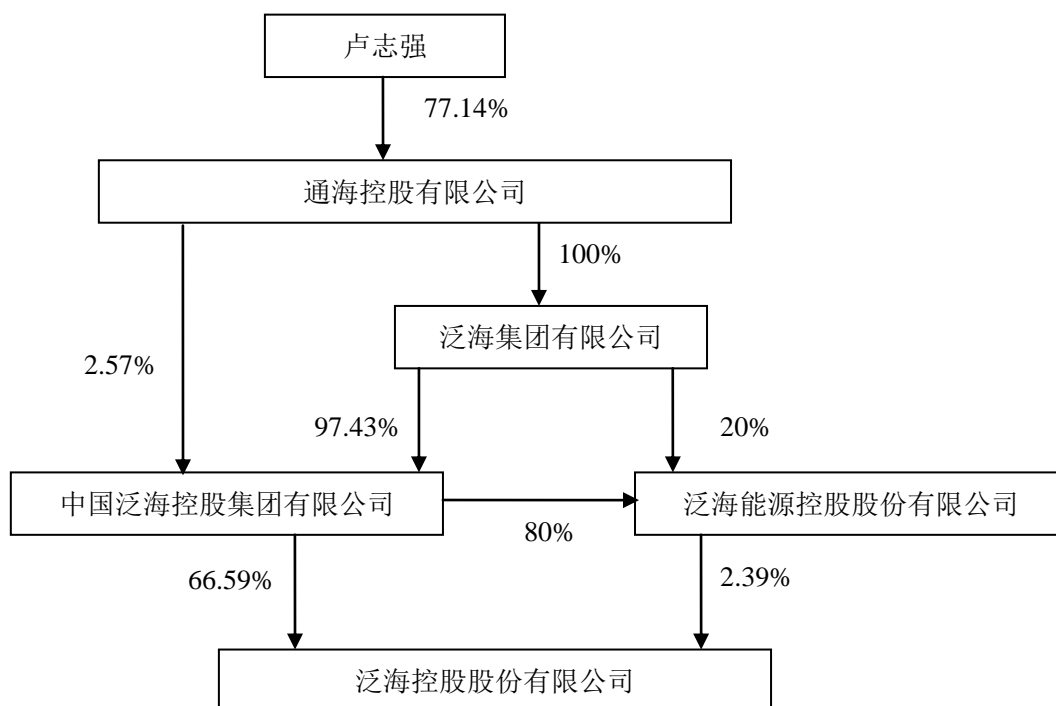 卢志强
77.14%
通海控股有限公司
100%
泛海集团有限公司
2.57%
97.43%
20%
中国泛海控股集团有限公司
泛海能源控股股份有限公司
80%
66.59%
2.39%
泛海控股股份有限公司